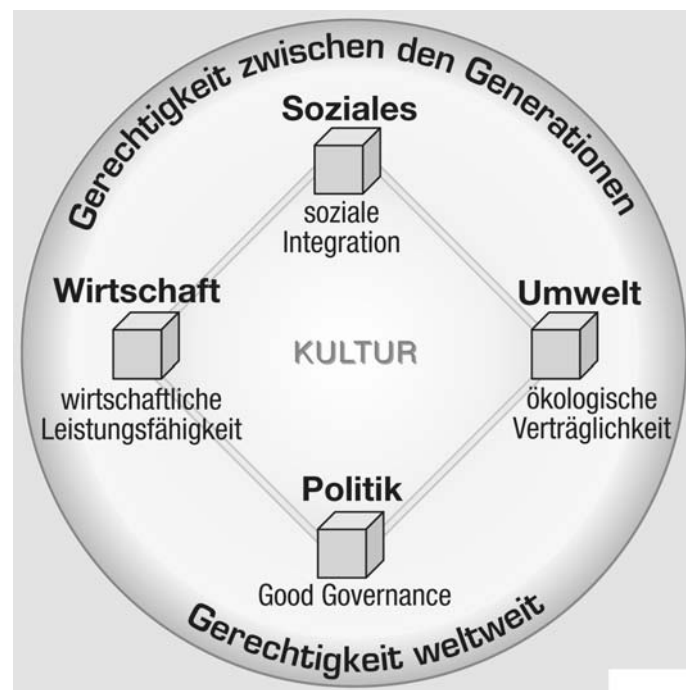 Gerechtigkeit zwischen den Generationen
Soziales
soziale
Integration
Wirtschaft
wirtschaftliche
Leistungsfähigkeit
Umwelt
ökologische
Verträglichkeit
KULTUR
Politik
Good Governance
Gerechtigkeit weltweit